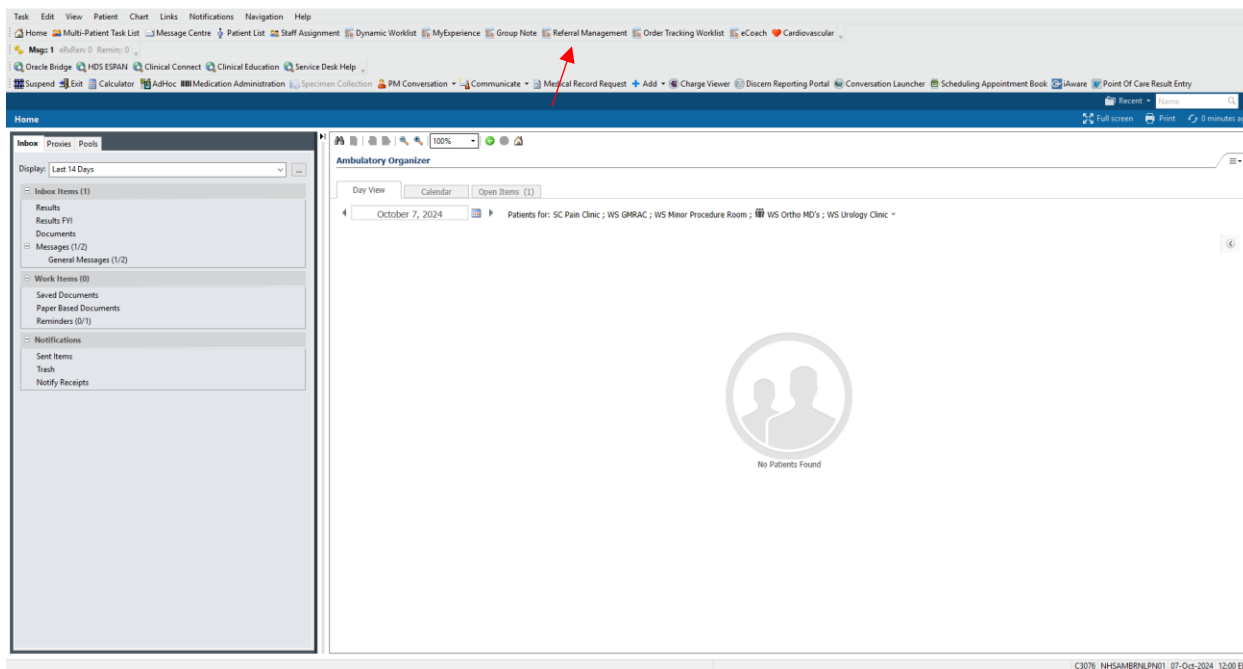 Task Edit View Patient Chart Links Notifications Navigation Help
Home Multi-Patient Task List Message Centre Patient List Staff Assignment Dynamic Worklist MyExperience Group Note Referral Management Order Tracking Worklist eCoach Cardiovascular
Msg: 1 eRxRen: 0 Remin: 0
Oracle Bridge HDS ESPAN Clinical Connect Clinical Education Service Desk Help
Suspend Exit Calculator AdHoc Medication Administration Specimen Collection PM Conversation Communicate Medical Record Request Add Charge Viewer Discern Reporting Portal Conversation Launcher Scheduling Appointment Book iAware Point Of Care Result Entry
Recent Name
Home Full screen Print 0 minutes a
Inbox Proxies Pools
100%
Ambulatory Organizer
Display: Last 14 Days ...
Day View Calendar Open Items (1)
Inbox Items (1)
October 7, 2024 Patients for: SC Pain Clinic ; WS GMRAC ; WS Minor Procedure Room ; WS Ortho MD's ; WS Urology Clinic
Results
Results FYI
Documents
Messages (1/2)
General Messages (1/2)
Work Items (0)
Saved Documents
Paper Based Documents
Reminders (0/1)
Notifications
Sent Items
Trash
Notify Receipts
No Patients Found
C3076 NHSAMBRNLPN01 07-Oct-2024 12:00